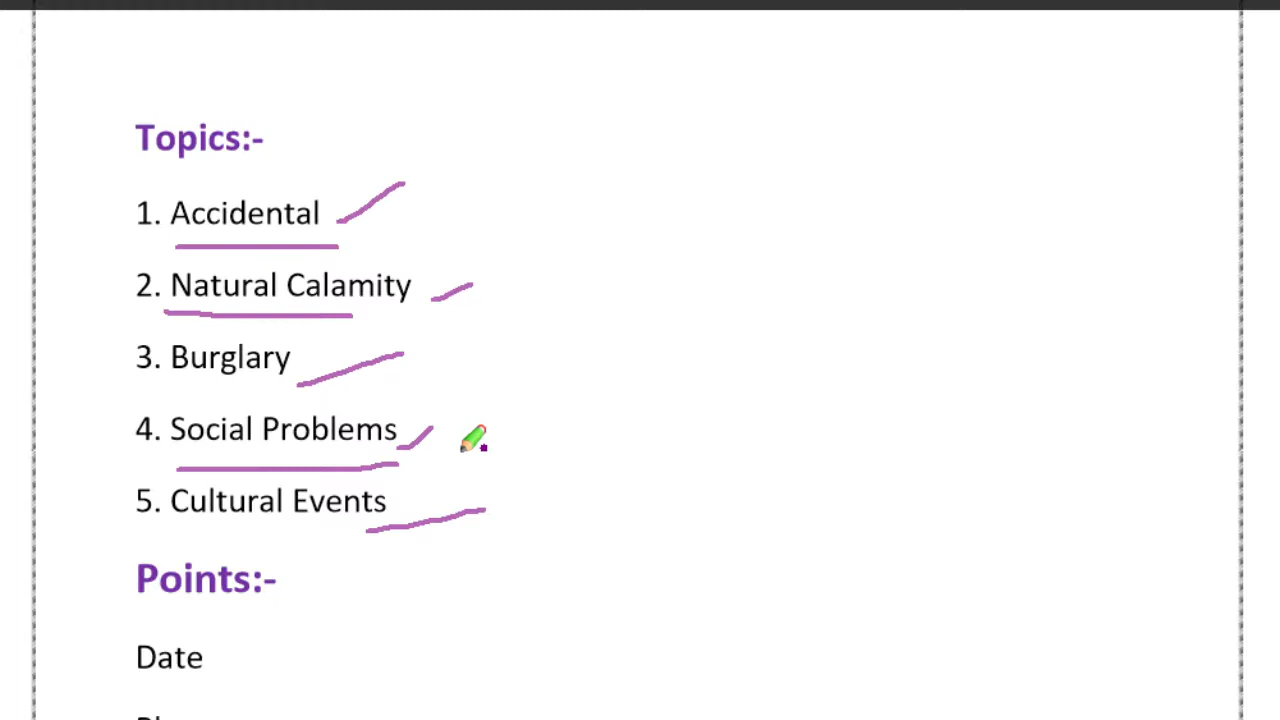 Topics:-
1. Accidental
2. Natural Calamity
3. Burglary
4. Social Problems
5. Cultural Events
Points:-
Date